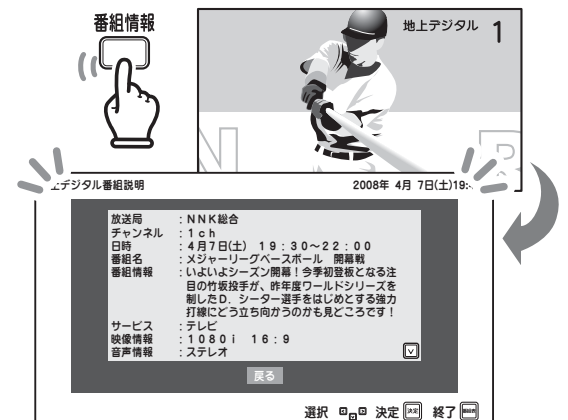 番組情報
地上デジタル 1
上デジタル番組説明
2008年 4月 7日(土)19:
放送局 :NNK総合
チャンネル :1ch
日時 :4月7日(土) 19:30~22:00
番組名 :メジャーリーグベースボール 開幕戦
番組情報 :いよいよシーズン開幕!今季初登板となる注
目の竹坂投手が、昨年度ワールドシリーズを
制したD.シーター選手をはじめとする強力
打線にどう立ち向かうのかも見どころです!
サービス :テレビ
映像情報 :1080i 16:9
音声情報 :ステレオ
戻る
選択 決定 決定 終了